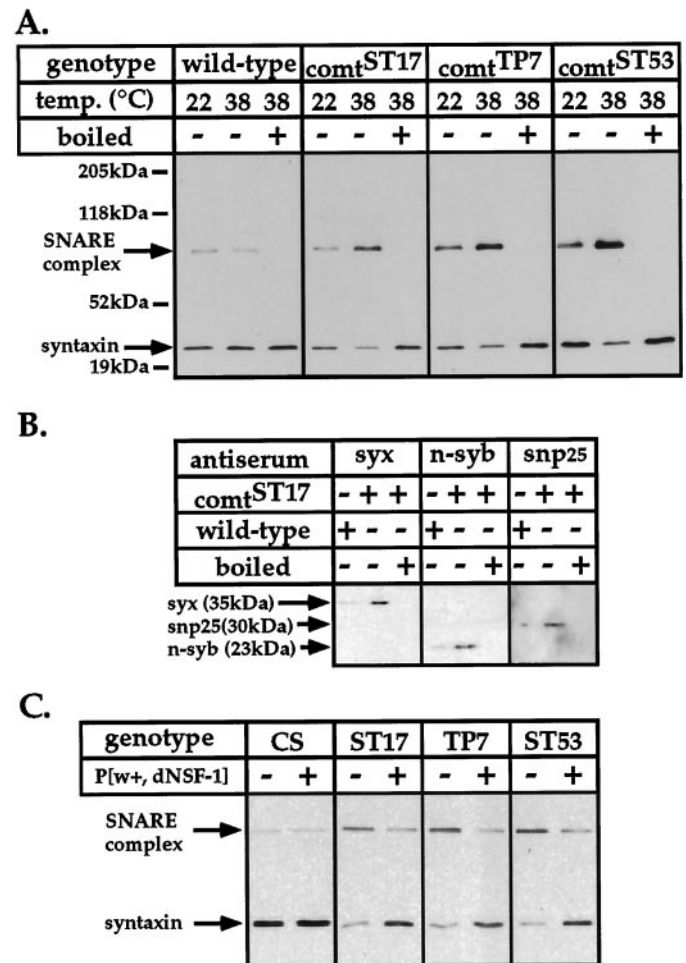 A.
genotype wild-type comtST17 comtTP7 comtST53
temp. (°C) 22 38 38 22 38 38 22 38 38 22 38 38
boiled - - + - - + - - + - - +
205kDa
118kDa
SNARE
complex
52kDa
syntaxin
19kDa
B.
antiserum syx n-syb snp25
comtST17 - + + - + + - + +
wild-type + - - + - - + - -
boiled - - + - - + - - +
syx (35kDa)
snp25(30kDa)
n-syb (23kDa)
C.
genotype CS ST17 TP7 ST53
P[w+, dNSF-1] - + - + - + - +
SNARE
complex
syntaxin